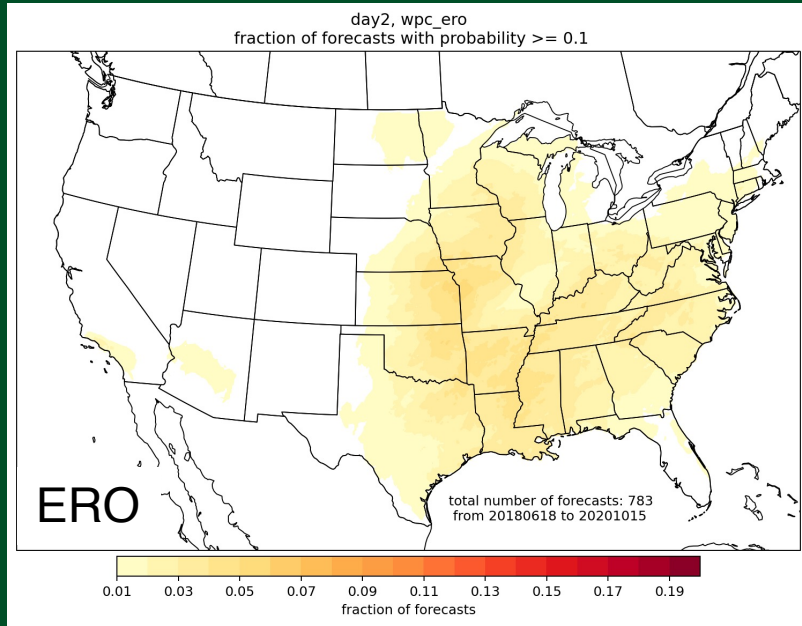 day2, wpc_ero
fraction of forecasts with probability >= 0.1
ERO
total number of forecasts: 783
from 20180618 to 20201015
0.01 0.03 0.05 0.07 0.09 0.11 0.13 0.15 0.17 0.19
fraction of forecasts